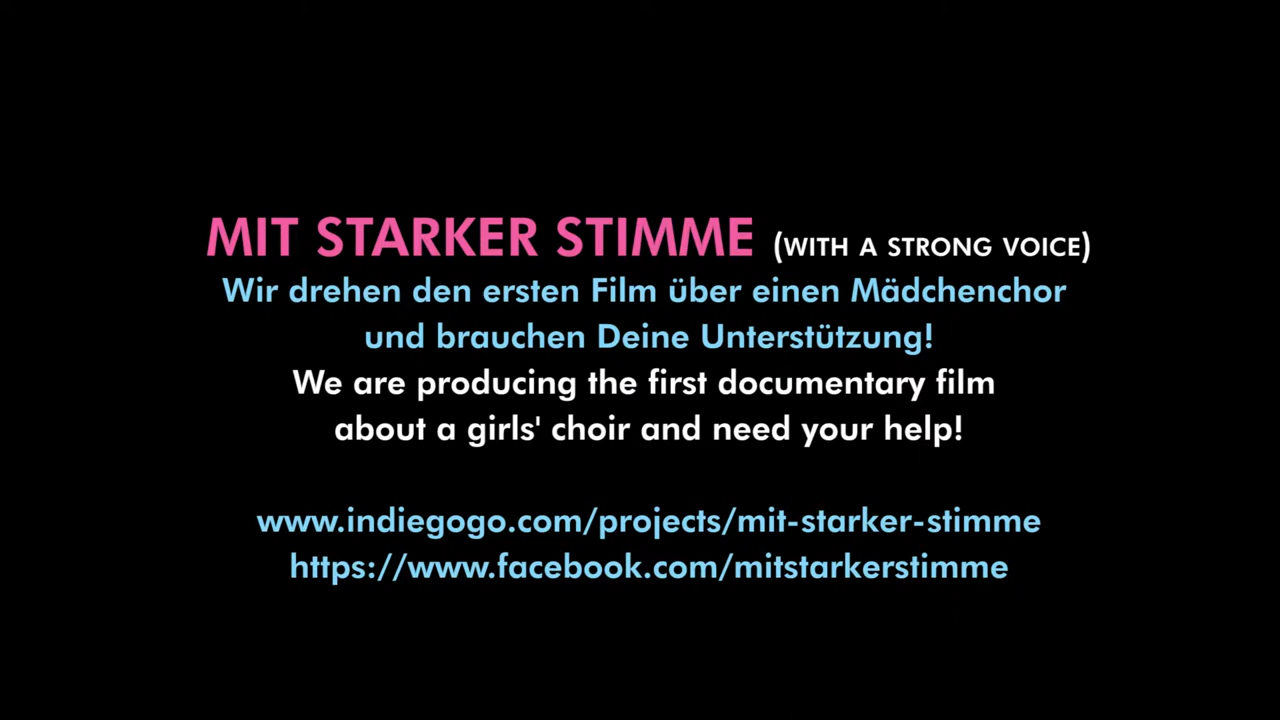 MIT STARKER STIMME (WITH A STRONG VOICE)
Wir drehen den ersten Film über einen Mädchenchor
und brauchen Deine Unterstützung!
We are producing the first documentary film
about a girls' choir and need your help!
www.indiegogo.com/projects/mit-starker-stimme
https://www.facebook.com/mitstarkerstimme